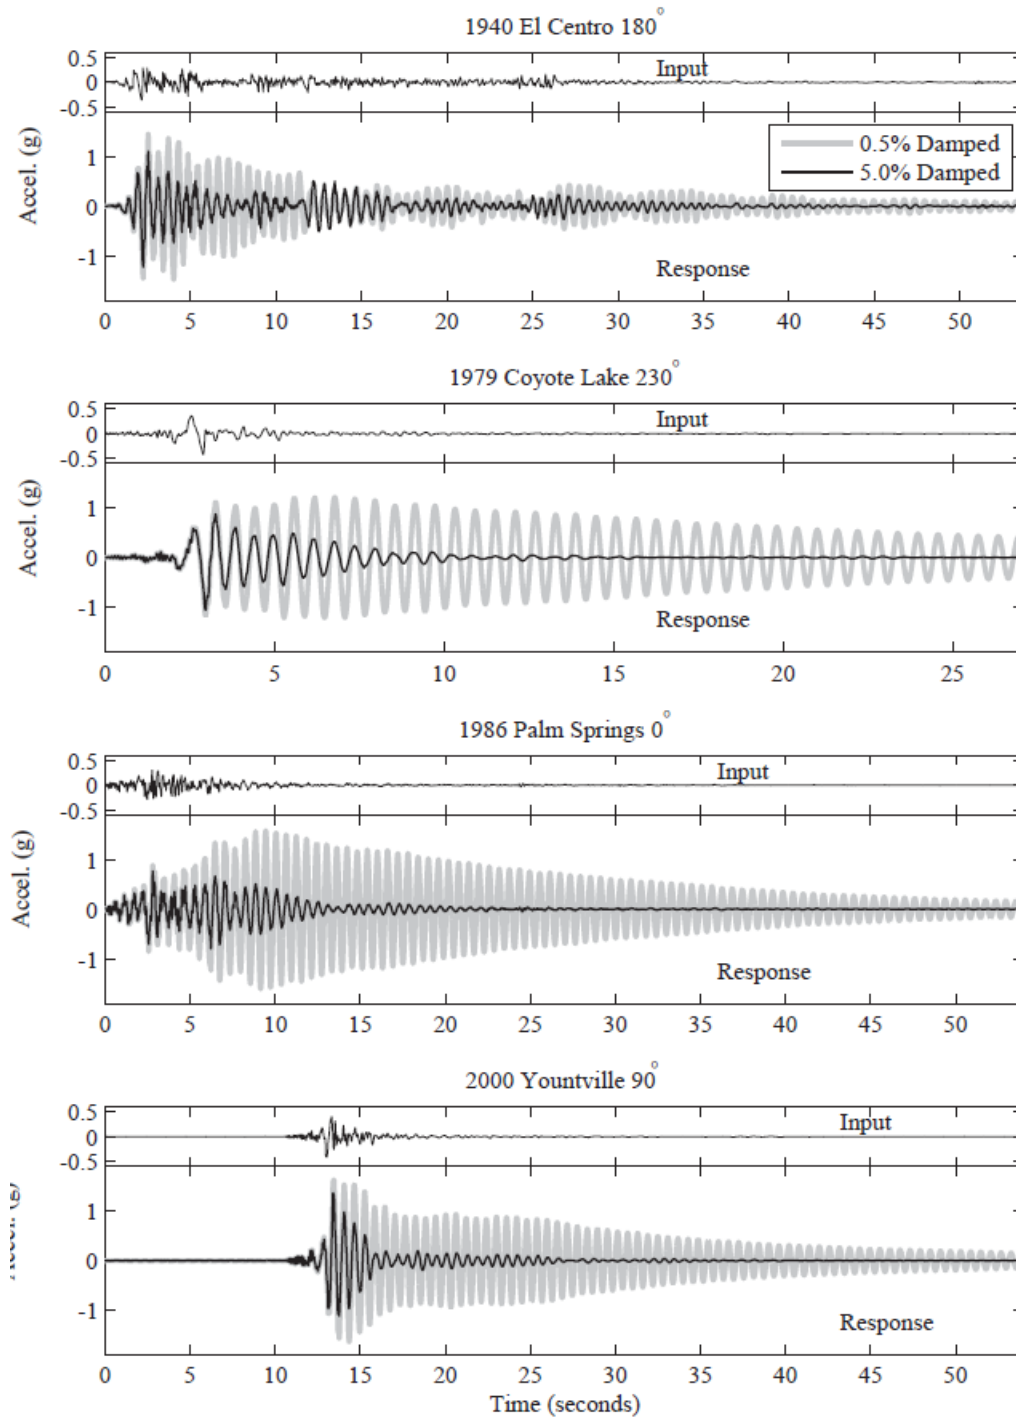 1940 El Centro 180°
0.5
0
-0.5
Input
Accel. (g)
1
0
-1
0.5% Damped
5.0% Damped
Response
0 5 10 15 20 25 30 35 40 45 50
1979 Coyote Lake 230°
0.5
0
-0.5
Input
Accel. (g)
1
0
-1
Response
0 5 10 15 20 25
1986 Palm Springs 0°
0.5
0
-0.5
Input
Accel. (g)
1
0
-1
Response
0 5 10 15 20 25 30 35 40 45 50
2000 Yountville 90°
0.5
0
-0.5
Input
Accel. (g)
1
0
-1
Response
0 5 10 15 20 25 30 35 40 45 50
Time (seconds)